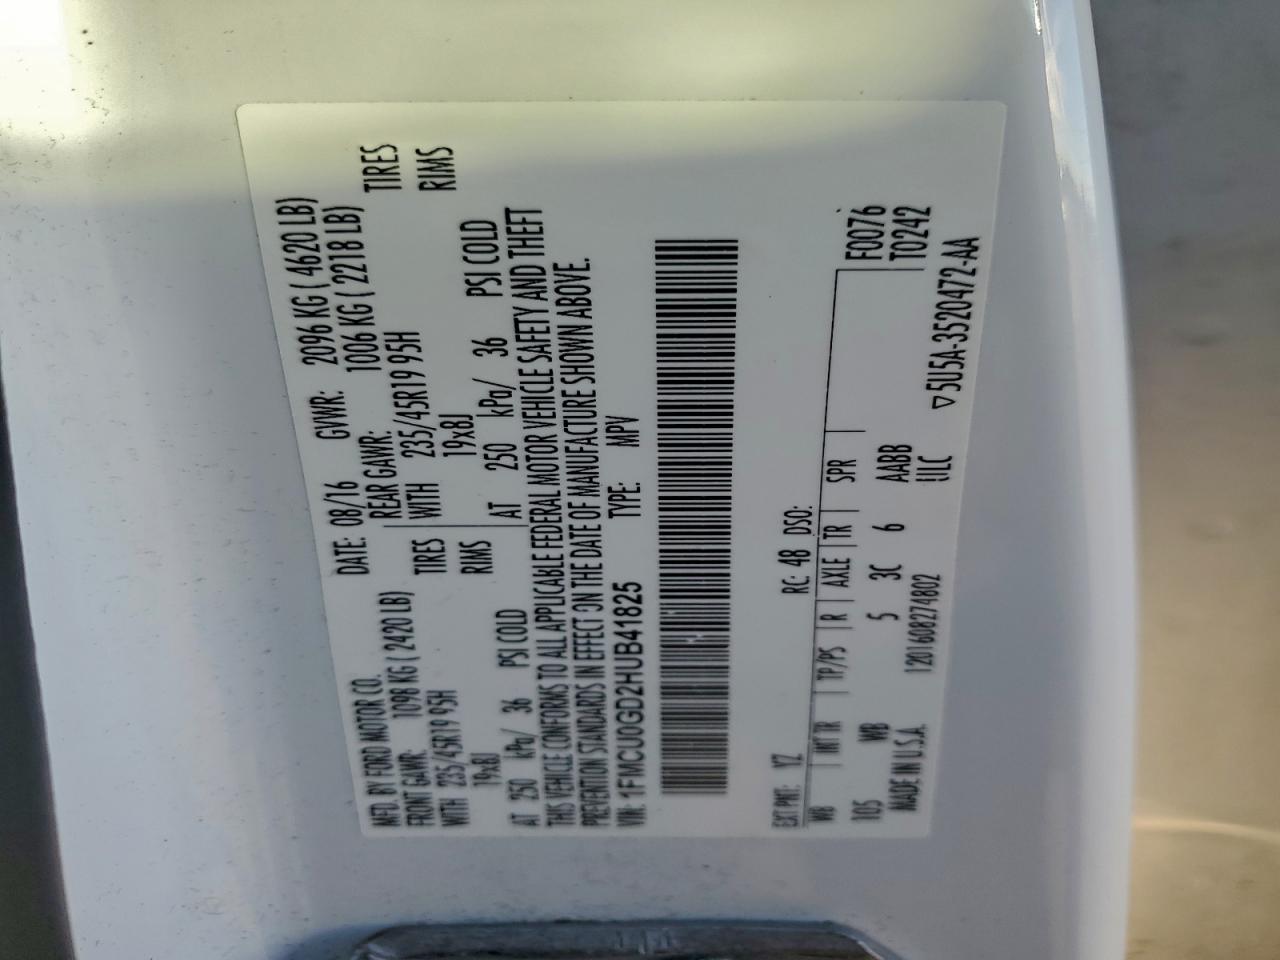 MFD. BY FORD MOTOR CO.
DATE: 08/16 GVWR: 2096 KG ( 4620 LB)
FRONT GAWR: 1098 KG ( 2420 LB)
REAR GAWR: 1006 KG ( 2218 LB)
WITH 235/45R19 95H TIRES
WITH 235/45R19 95H TIRES
19x8J RIMS
19x8J RIMS
AT 250 kPa/ 36 PSI COLD
AT 250 kPa/ 36 PSI COLD
THIS VEHICLE CONFORMS TO ALL APPLICABLE FEDERAL MOTOR VEHICLE SAFETY AND THEFT
PREVENTION STANDARDS IN EFFECT ON THE DATE OF MANUFACTURE SHOWN ABOVE.
VIN: 1FMCU0GD2HUB41825 TYPE: MPV
EXT PNT: YZ RC: 48 DSO:
WB INT TR TP/PS R AXLE TR SPR F0076
105 WB 5 3C 6 AABB T0242
MADE IN U.S.A. 1201608274802 ULC
▽5U5A-3520472-AA